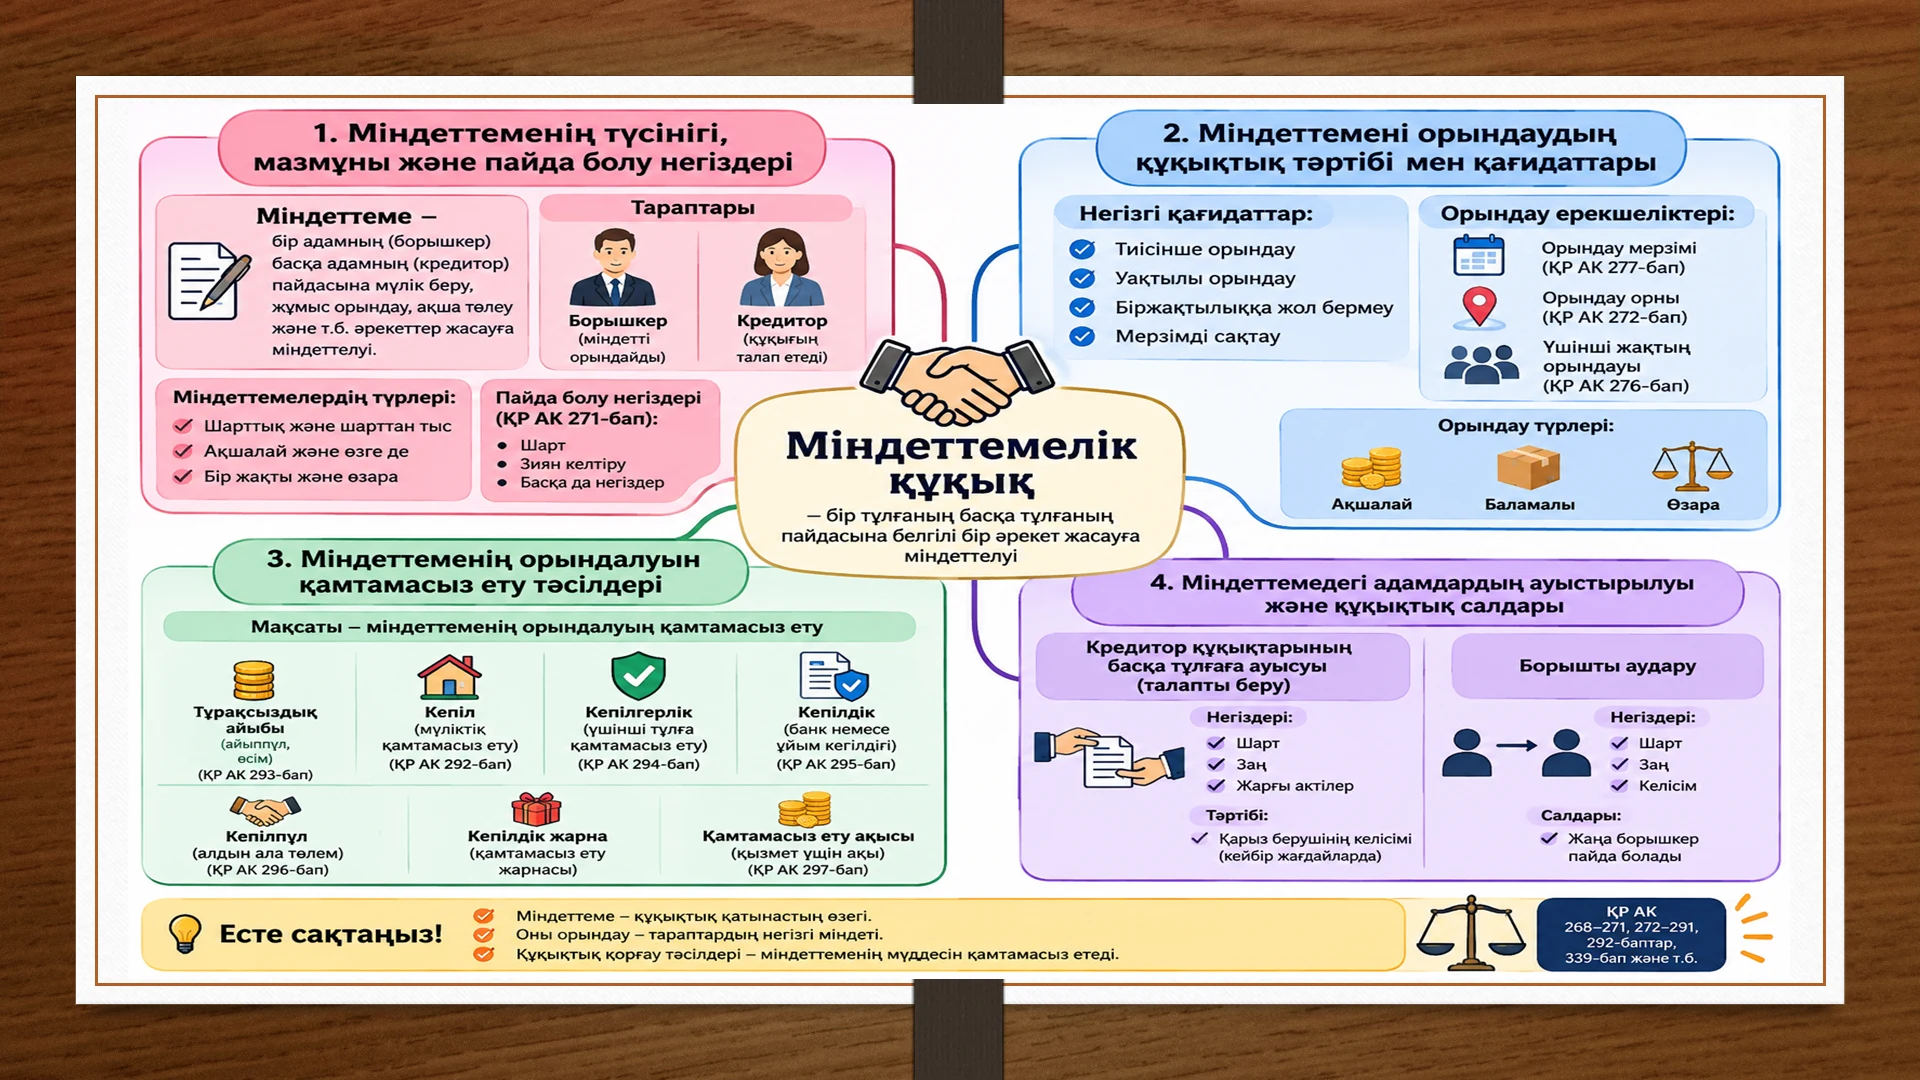 1. Міндеттеменің түсінігі,
мазмұны және пайда болу негіздері
Міндеттеме –
бір адамның (борышкер)
басқа адамның (кредитор)
пайдасына мүлік беру,
жұмыс орындау, ақша төлеу
және т.б. әрекеттер жасауға
міндеттелуі.
Тараптары
Борышкер
(міндетті
орындайды)
Кредитор
(құқығың
талап етеді)
Міндеттемелердің түрлері:
Шарттық және шарттан тыс
Ақшалай және өзге де
Бір жақты және өзара
Пайда болу негіздері
(ҚР АК 271-бап):
• Шарт
• Зиян келтіру
• Басқа да негіздер
2. Міндеттемені орындаудың
құқықтық тәртібі мен қағидаттары
Негізгі қағидаттар:
Тиісінше орындау
Уақтылы орындау
Біржақтылыққа жол бермеу
Мерзімді сақтау
Орындау ерекшеліктері:
Орындау мерзімі
(ҚР АК 277-бап)
Орындау орны
(ҚР АК 272-бап)
Үшінші жақтың
орындауы
(ҚР АК 276-бап)
Орындау түрлері:
Ақшалай
Баламалы
Өзара
Міндеттемелік
құқық
– бір тұлғаның басқа тұлғаның
пайдасына белгілі бір әрекет жасауға
міндеттелуі
3. Міндеттеменің орындалуын
қамтамасыз ету тәсілдері
Мақсаты – міндеттеменің орындалуын қамтамасыз ету
Тұрақсыздық
айыбы
(айыппұл,
өсім)
(ҚР АК 293-бап)
Кепіл
(мүліктік
қамтамасыз ету)
(ҚР АК 292-бап)
Кепілгерлік
(үшінші тұлға
қамтамасыз ету)
(ҚР АК 294-бап)
Кепілдік
(банк немесе
ұйым кегілдігі)
(ҚР АК 295-бап)
Кепілпұл
(алдын ала төлем)
(ҚР АК 296-бап)
Кепілдік жарна
(қамтамасыз ету
жарнасы)
Қамтамасыз ету ақысы
(қызмет үщін ақы)
(ҚР АК 297-бап)
4. Міндеттемедегі адамдардың ауыстырылуы
және құқықтық салдары
Кредитор құқықтарының
басқа тұлғаға ауысуы
(талапты беру)
Негіздері:
Шарт
Заң
Жарғы актілер
Тәртібі:
Қарыз берушінің келісімі
(кейбір жағдайларда)
Борышты аудару
Негіздері:
Шарт
Заң
Келісім
Салдары:
Жаңа борышкер
пайда болады
Есте сақтаңыз!
Міндеттеме – құқықтық қатынастың өзегі.
Оны орындау – тараптардың негізгі міндеті.
Құқықтық қорғау тәсілдері – міндеттеменің мүддесін қамтамасыз етеді.
ҚР АК
268–271, 272–291,
292-баптар,
339-бап және т.б.